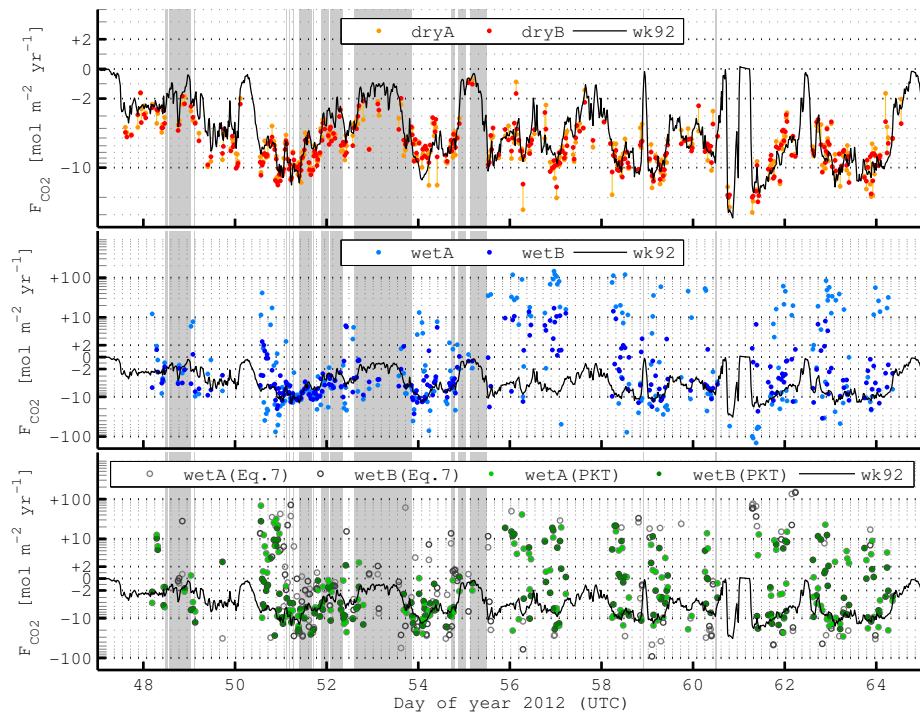 dryA dryB wk92
+2
0
−2
−10
F_CO2 [mol m^−2 yr^−1]
wetA wetB wk92
+100
+10
+2
0
−2
−10
−100
F_CO2 [mol m^−2 yr^−1]
wetA(Eq.7) wetB(Eq.7) wetA(PKT) wetB(PKT) wk92
+100
+10
+2
0
−2
−10
−100
F_CO2 [mol m^−2 yr^−1]
48 50 52 54 56 58 60 62 64
Day of year 2012 (UTC)